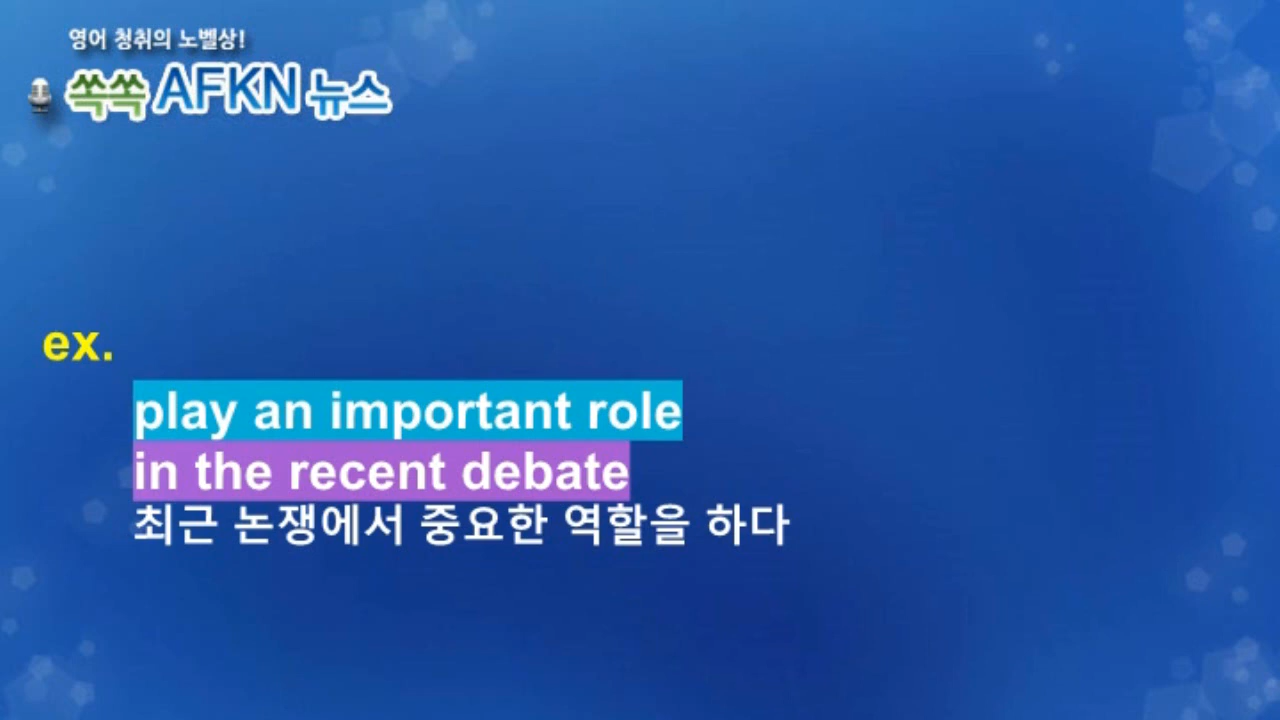 영어 청취의 노벨상!
쏙쏙 AFKN 뉴스
ex.
play an important role
in the recent debate
최근 논쟁에서 중요한 역할을 하다